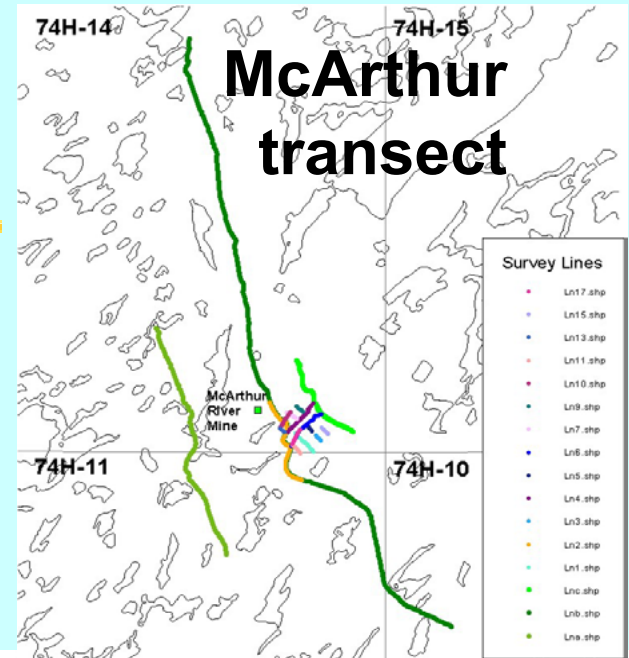 74H-14
74H-15
McArthur
transect
McArthur
River
Mine
74H-11
74H-10
Survey Lines
Ln17.shp
Ln15.shp
Ln13.shp
Ln11.shp
Ln10.shp
Ln9.shp
Ln7.shp
Ln6.shp
Ln5.shp
Ln4.shp
Ln3.shp
Ln2.shp
Ln1.shp
Lnc.shp
Lnb.shp
Lna.shp